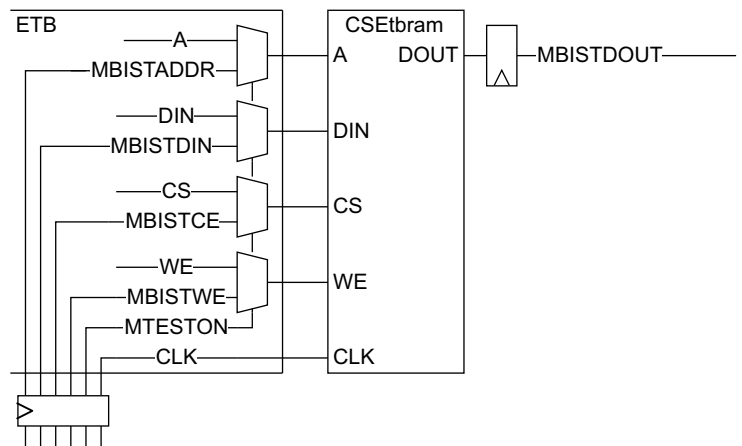 ETB
CSEtbram
A
A
DOUT
MBISTDOUT
MBISTADDR
DIN
DIN
MBISTDIN
CS
CS
MBISTCE
WE
WE
MBISTWE
MTESTON
CLK
CLK